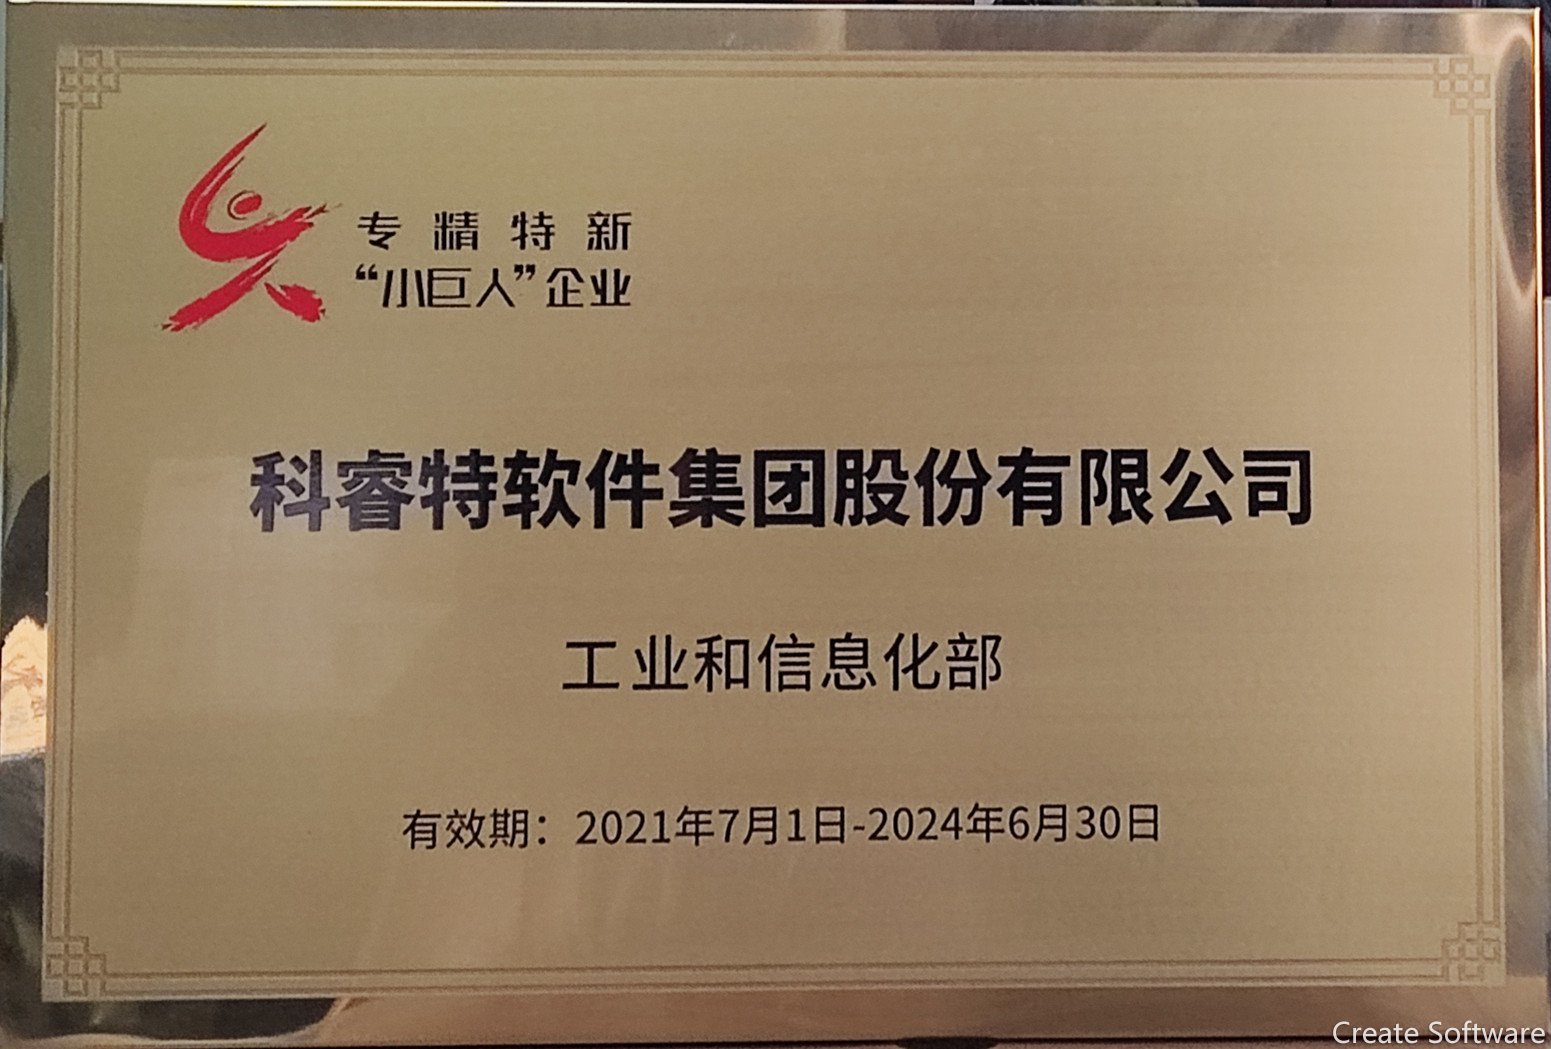 专精特新
“小巨人”企业
科睿特软件集团股份有限公司
工业和信息化部
有效期：2021年7月1日-2024年6月30日
Create Software